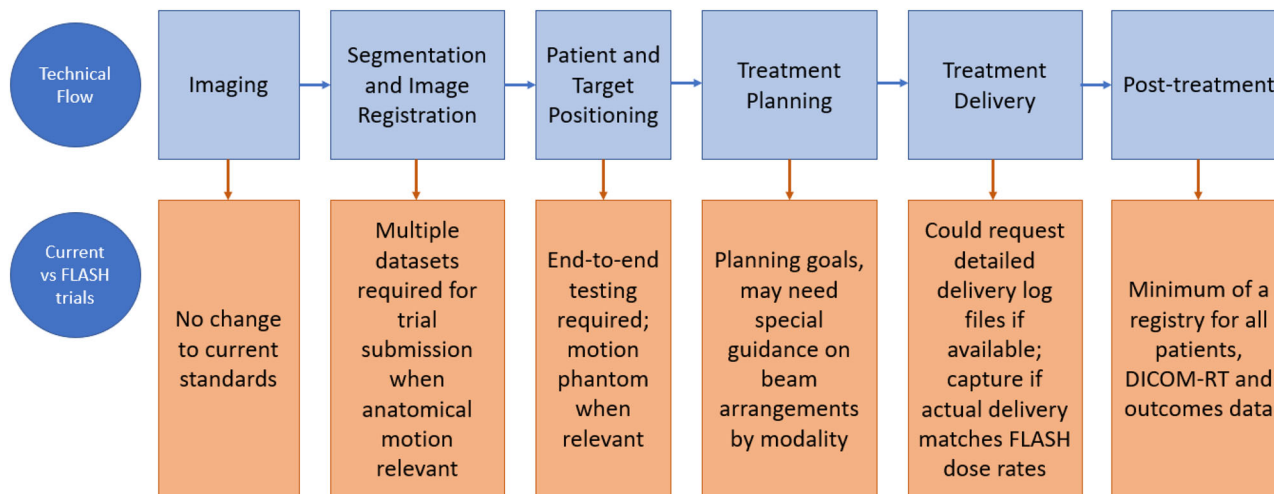 Technical
Flow
Imaging
Segmentation
and Image
Registration
Patient and
Target
Positioning
Treatment
Planning
Treatment
Delivery
Post-treatment
Current
vs FLASH
trials
No change
to current
standards
Multiple
datasets
required for
trial
submission
when
anatomical
motion
relevant
End-to-end
testing
required;
motion
phantom
when
relevant
Planning goals,
may need
special
guidance on
beam
arrangements
by modality
Could request
detailed
delivery log
files if
available;
capture if
actual delivery
matches FLASH
dose rates
Minimum of a
registry for all
patients,
DICOM-RT and
outcomes data